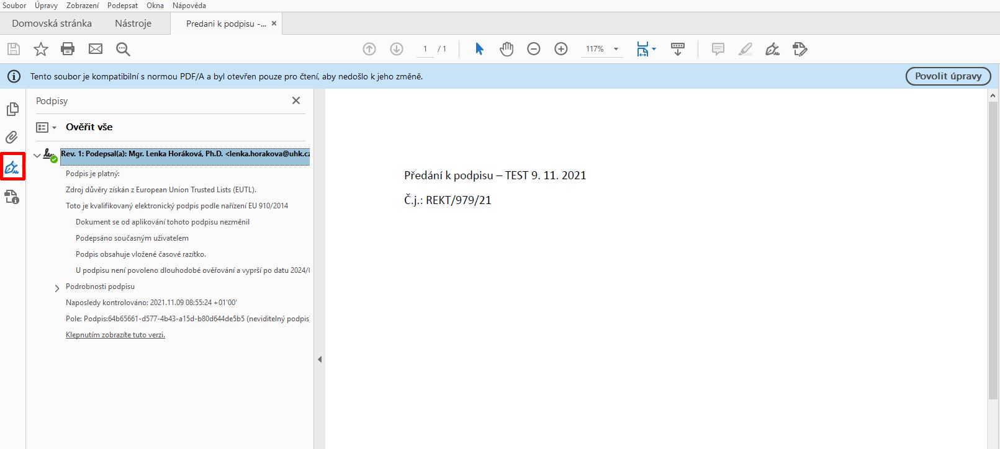 Soubor Úpravy Zobrazení Podepsat Okna Nápověda
Domovská stránka Nástroje Predani k podpisu -... ×
1 / 1 117%
Tento soubor je kompatibilní s normou PDF/A a byl otevřen pouze pro čtení, aby nedošlo k jeho změně. Povolit úpravy
Podpisy
Ověřit vše
Rev. 1: Podepsal(a): Mgr. Lenka Horáková, Ph.D. <lenka.horakova@uhk.cz
Podpis je platný:
Zdroj důvěry získán z European Union Trusted Lists (EUTL).
Toto je kvalifikovaný elektronický podpis podle nařízení EU 910/2014
Dokument se od aplikování tohoto podpisu nezměnil
Podepsáno současným uživatelem
Podpis obsahuje vložené časové razítko.
U podpisu není povoleno dlouhodobé ověřování a vyprší po datu 2024/0
Podrobnosti podpisu
Naposledy kontrolováno: 2021.11.09 08:55:24 +01'00'
Pole: Podpis:64b65661-d577-4b43-a15d-b80d644de5b5 (neviditelný podpis)
Klepnutím zobrazíte tuto verzi.
Předání k podpisu – TEST 9. 11. 2021
Č.j.: REKT/979/21